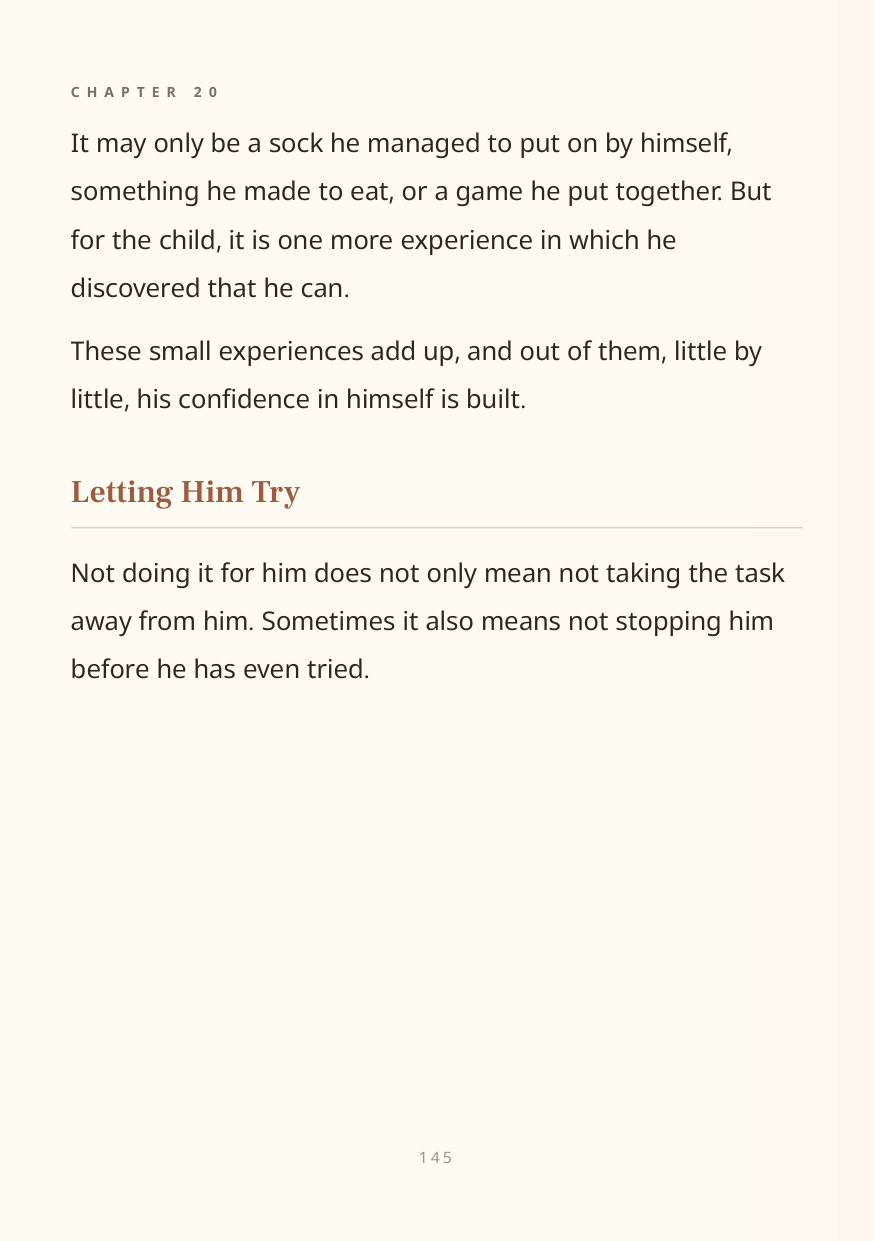 CHAPTER 20
It may only be a sock he managed to put on by himself,
something he made to eat, or a game he put together. But
for the child, it is one more experience in which he
discovered that he can.
These small experiences add up, and out of them, little by
little, his confidence in himself is built.
Letting Him Try
Not doing it for him does not only mean not taking the task
away from him. Sometimes it also means not stopping him
before he has even tried.
145